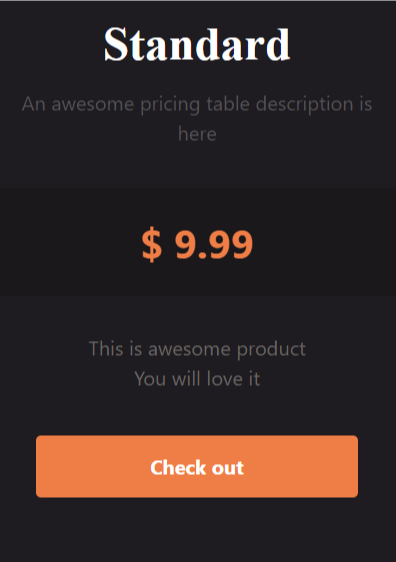 Standard
An awesome pricing table description is
here
$ 9.99
This is awesome product
You will love it
Check out